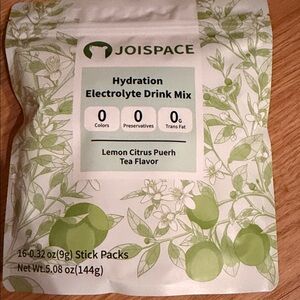 JOISPACE
Hydration
Electrolyte Drink Mix
0 0 0G
Colors Preservatives Trans Fat
Lemon Citrus Puerh
Tea Flavor
16-0.32 oz(9g) Stick Packs
Net Wt.5.08 oz(144g)